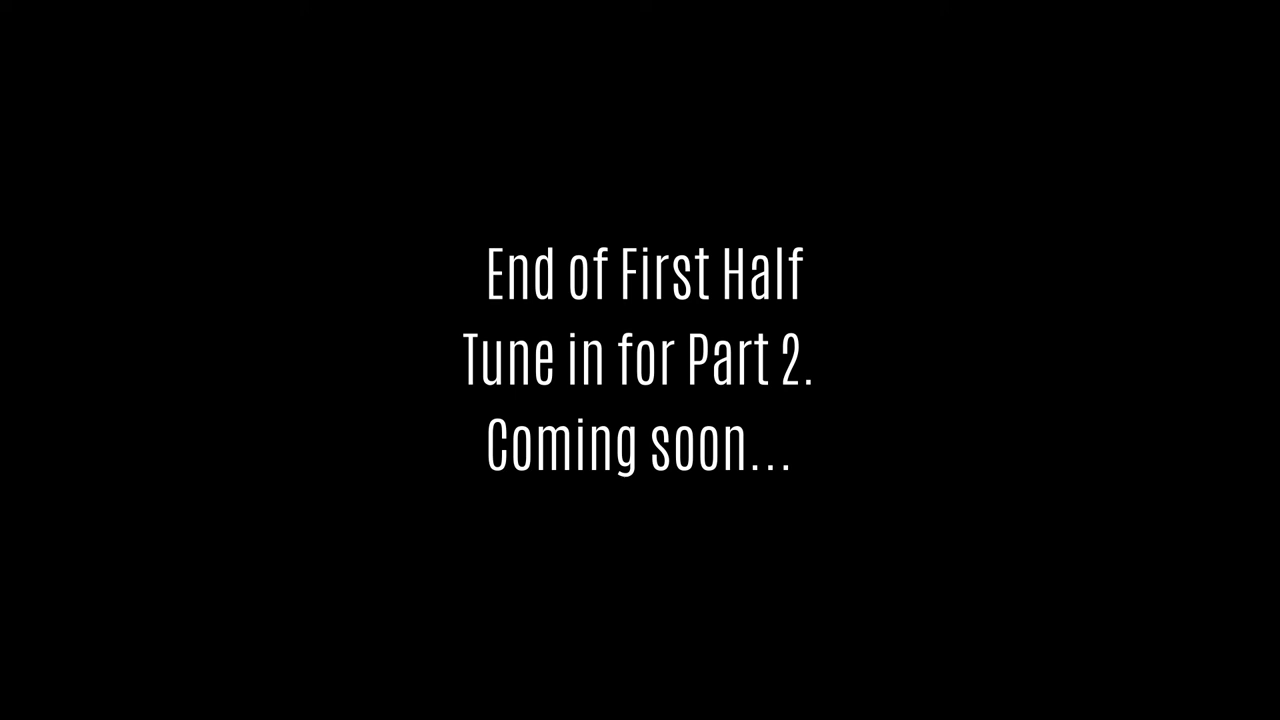 End of First Half
Tune in for Part 2.
Coming soon...